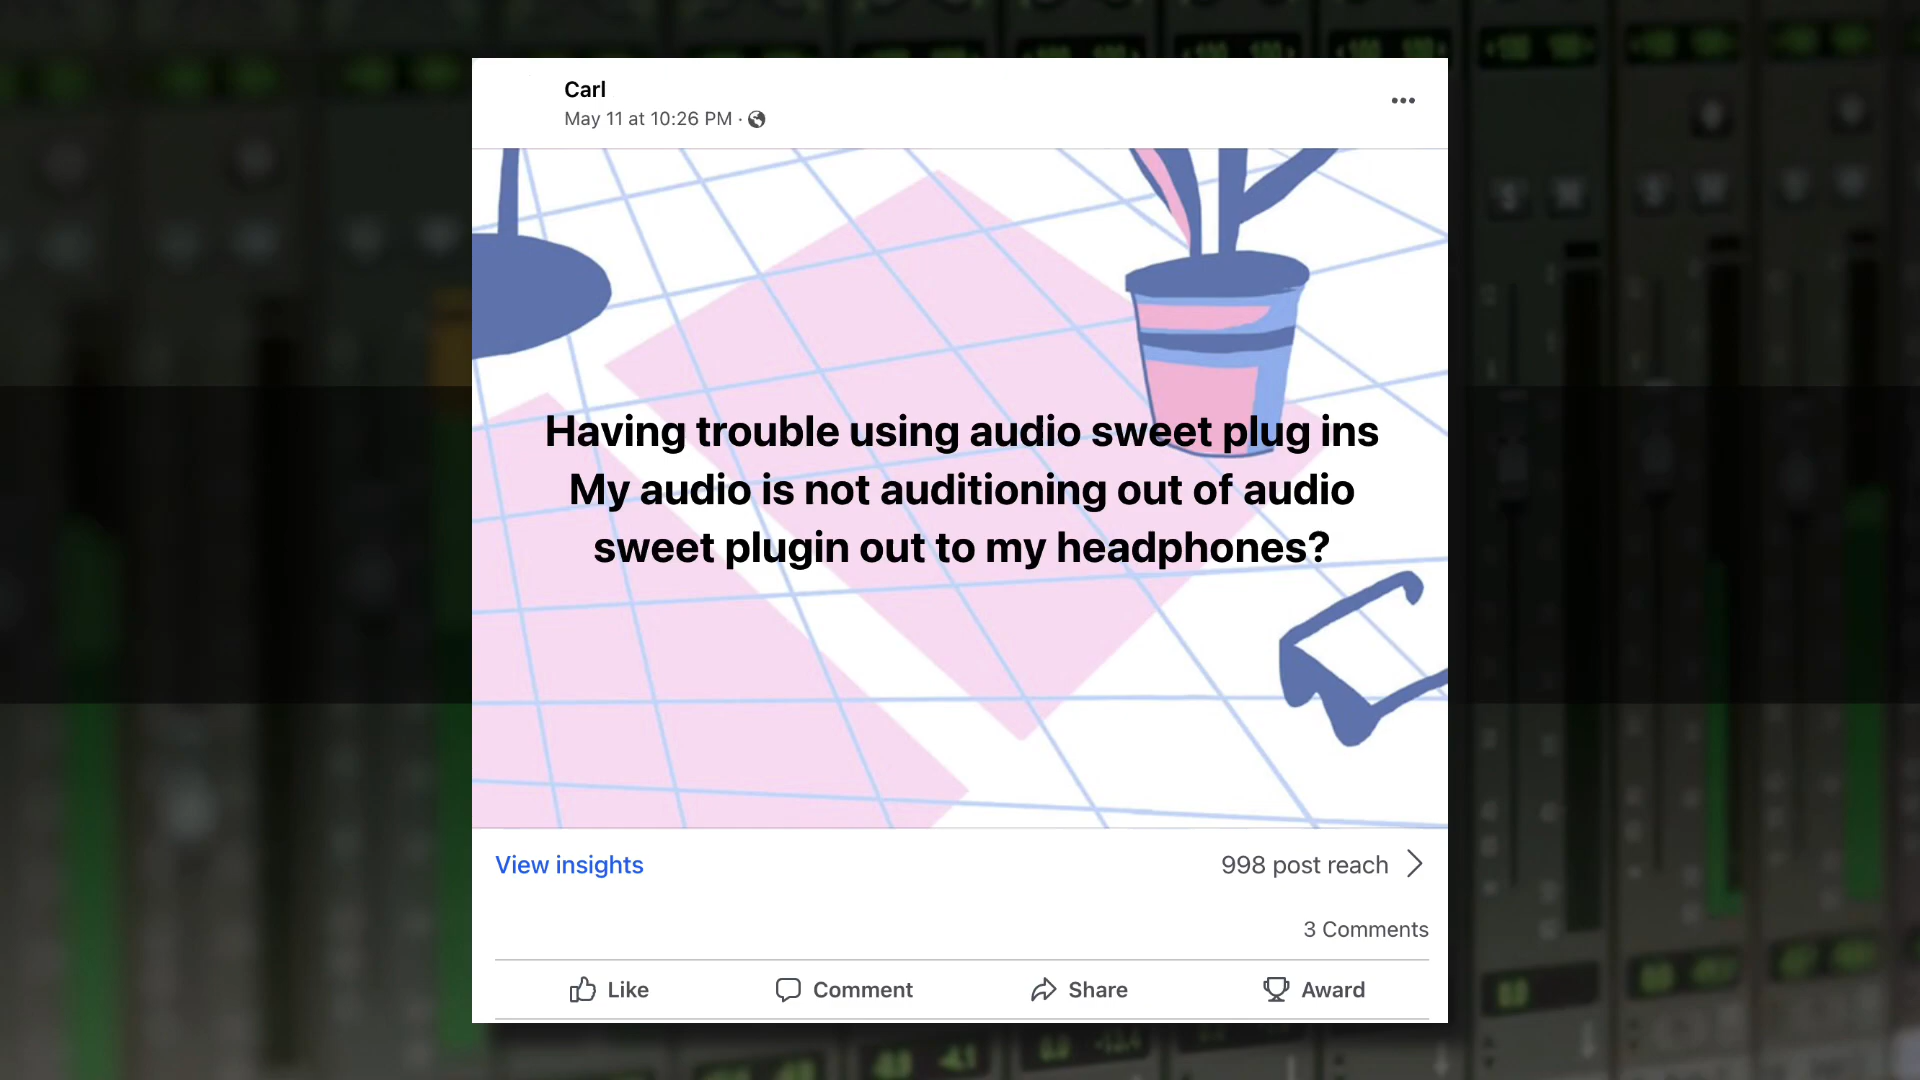 Carl
May 11 at 10:26 PM ·
Having trouble using audio sweet plug ins
My audio is not auditioning out of audio
sweet plugin out to my headphones?
View insights
998 post reach
3 Comments
Like
Comment
Share
Award